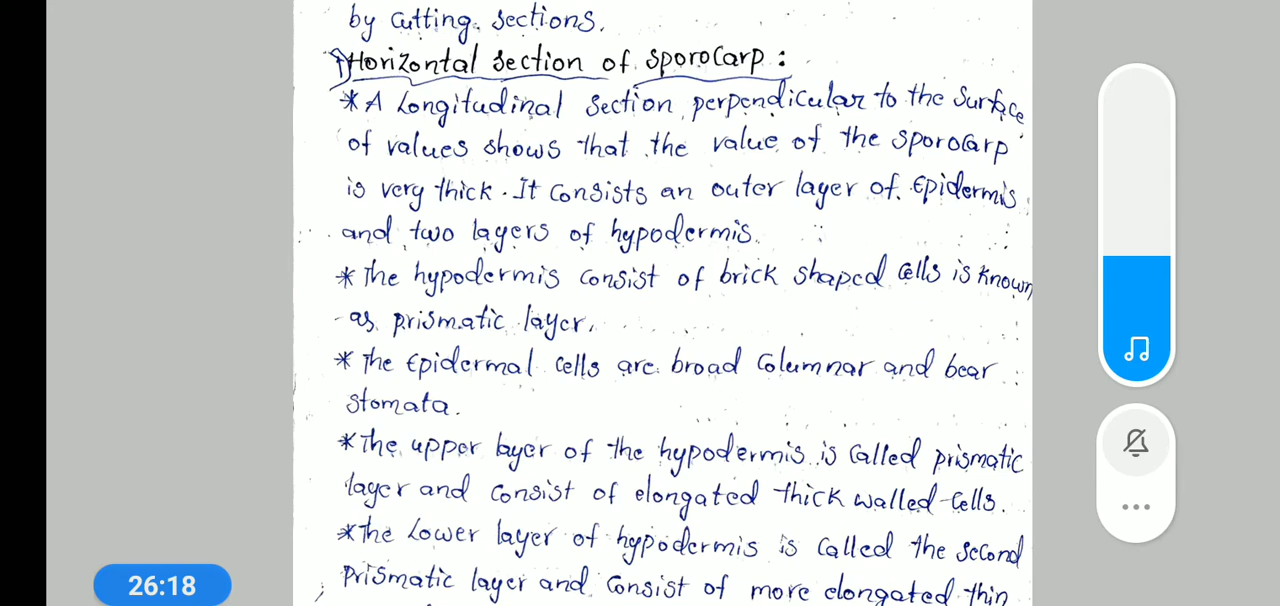 by cutting sections.
1) Horizontal section of sporocarp :
* A Longitudinal section perpendicular to the surface
of values shows that the value of the sporocarp
is very thick. It consists an outer layer of Epidermis
and two layers of hypodermis.
* The hypodermis consist of brick shaped cells is known
as prismatic layer.
* The Epidermal cells are broad columnar and bear
stomata.
* The upper layer of the hypodermis is called prismatic
layer and consist of elongated thick walled cells.
* The Lower layer of hypodermis is called the second
prismatic layer and consist of more elongated thin
26:18